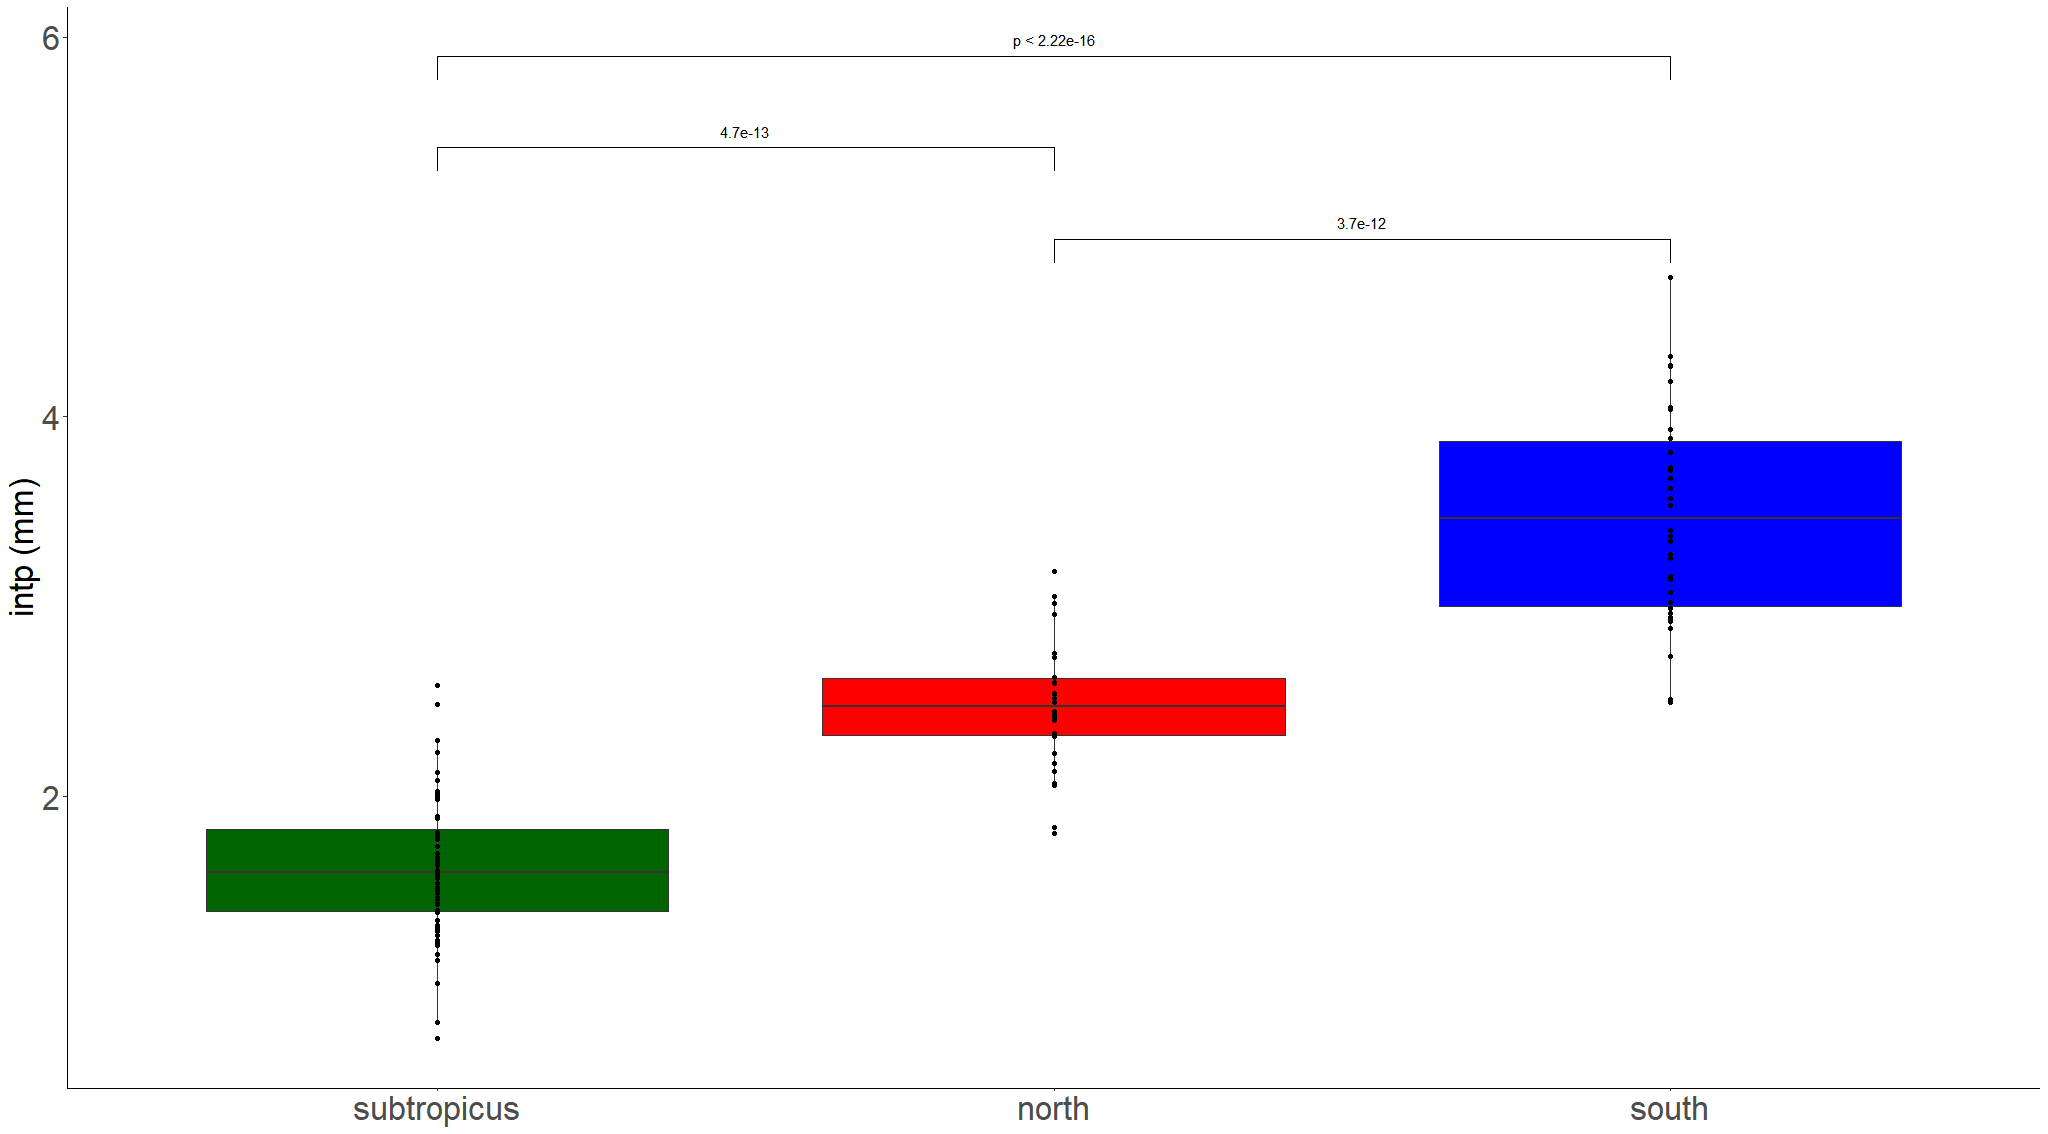 6
p < 2.22e-16
4.7e-13
3.7e-12
4
intp (mm)
2
subtropicus north south